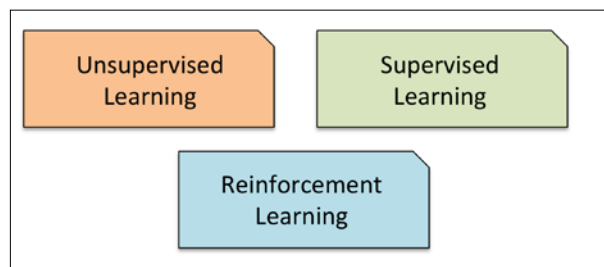 Unsupervised
Learning
Supervised
Learning
Reinforcement
Learning